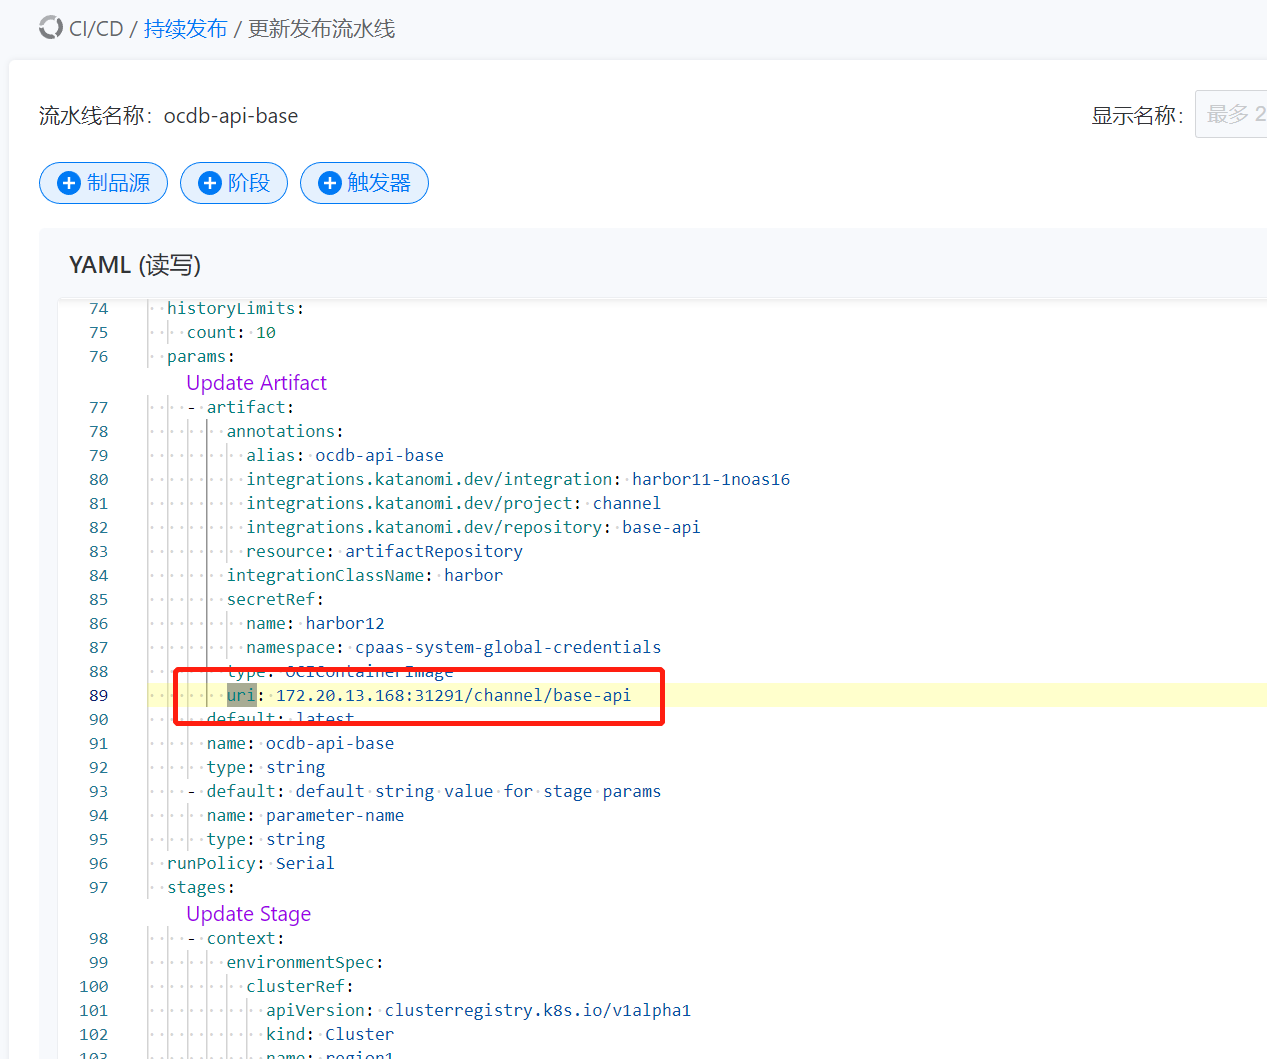 CI/CD / 持续发布 / 更新发布流水线
流水线名称: ocdb-api-base
显示名称:
最多 2
制品源
阶段
触发器
YAML (读写)
74 historyLimits:
75 count: 10
76 params:
Update Artifact
77 - artifact:
78 annotations:
79 alias: ocdb-api-base
80 integrations.katanomi.dev/integration: harbor11-1noas16
81 integrations.katanomi.dev/project: channel
82 integrations.katanomi.dev/repository: base-api
83 resource: artifactRepository
84 integrationClassName: harbor
85 secretRef:
86 name: harbor12
87 namespace: cpaas-system-global-credentials
88 type: OCIContainerImage
89 uri: 172.20.13.168:31291/channel/base-api
90 default: latest
91 name: ocdb-api-base
92 type: string
93 - default: default string value for stage params
94 name: parameter-name
95 type: string
96 runPolicy: Serial
97 stages:
Update Stage
98 - context:
99 environmentSpec:
100 clusterRef:
101 apiVersion: clusterregistry.k8s.io/v1alpha1
102 kind: Cluster
103 name: region1